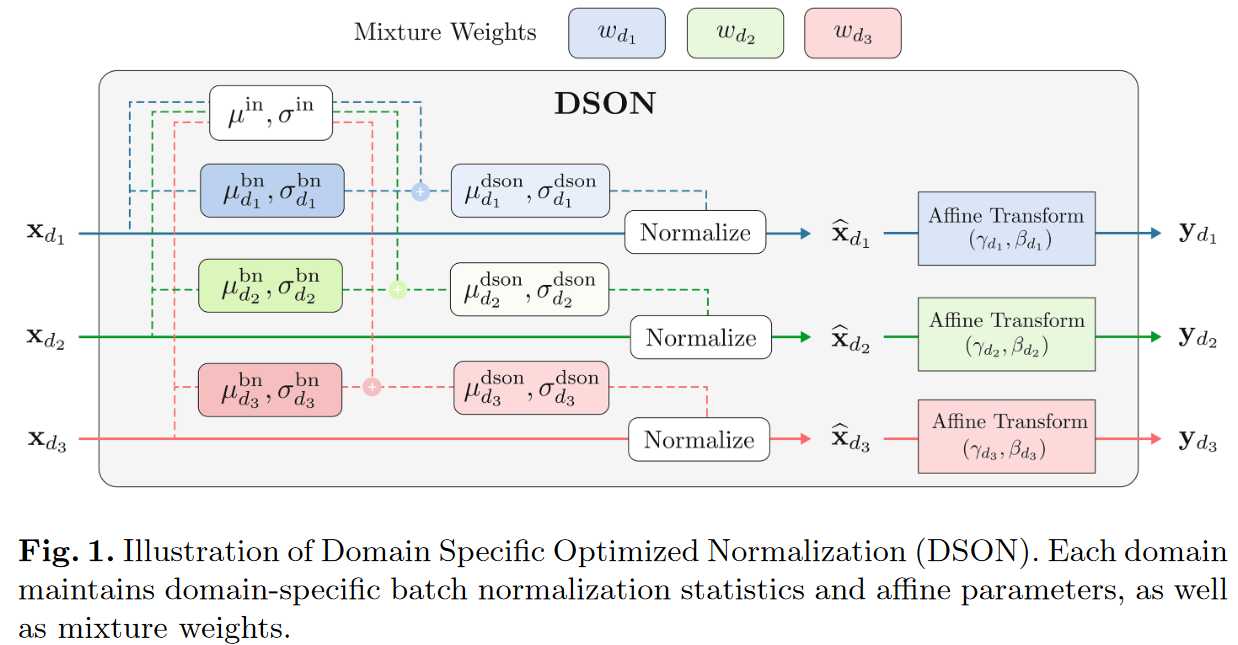 Mixture Weights w_{d_1} w_{d_2} w_{d_3}
DSON
μ^{in}, σ^{in}
μ^{bn}_{d_1}, σ^{bn}_{d_1} + μ^{dson}_{d_1}, σ^{dson}_{d_1}
x_{d_1} Normalize x̂_{d_1} Affine Transform y_{d_1}
(γ_{d_1}, β_{d_1})
μ^{bn}_{d_2}, σ^{bn}_{d_2} + μ^{dson}_{d_2}, σ^{dson}_{d_2}
x_{d_2} Normalize x̂_{d_2} Affine Transform y_{d_2}
(γ_{d_2}, β_{d_2})
μ^{bn}_{d_3}, σ^{bn}_{d_3} + μ^{dson}_{d_3}, σ^{dson}_{d_3}
x_{d_3} Normalize x̂_{d_3} Affine Transform y_{d_3}
(γ_{d_3}, β_{d_3})
Fig. 1. Illustration of Domain Specific Optimized Normalization (DSON). Each domain
maintains domain-specific batch normalization statistics and affine parameters, as well
as mixture weights.